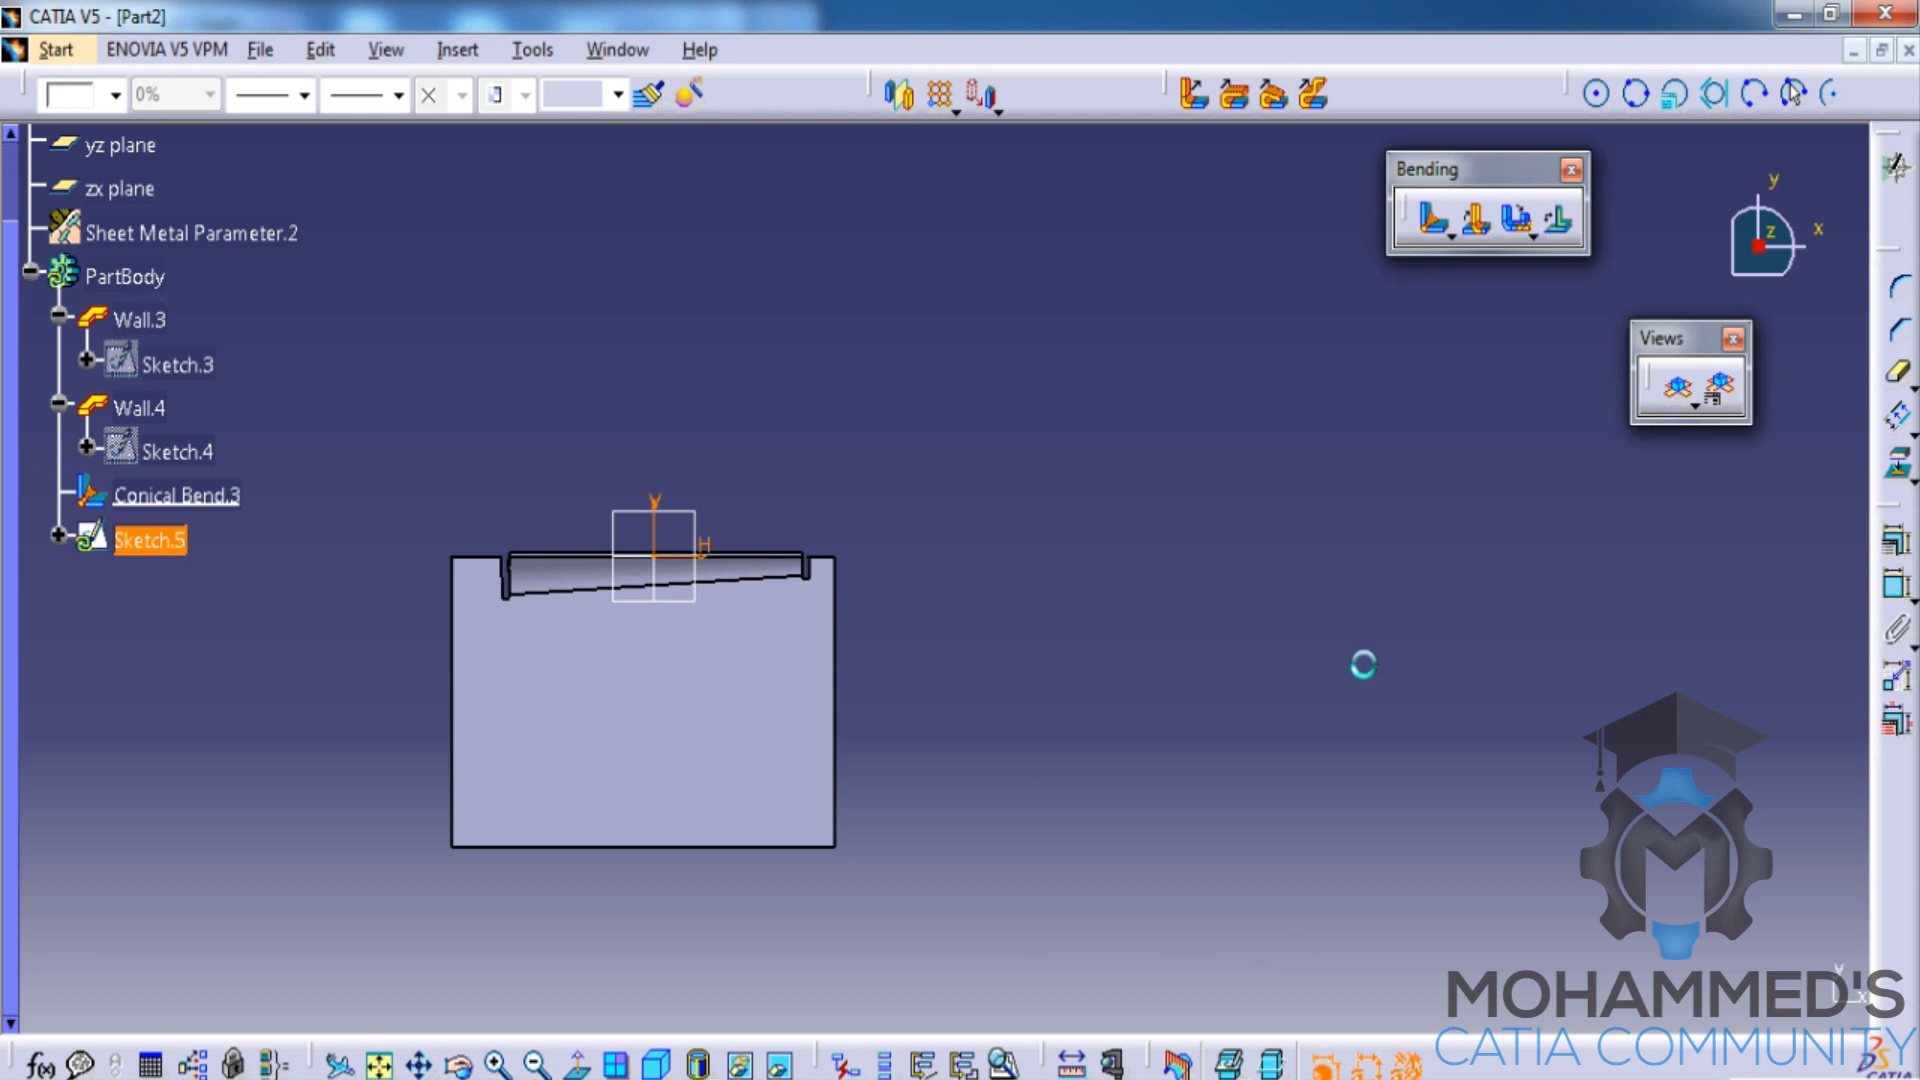 CATIA V5 - [Part2]
Start ENOVIA V5 VPM File Edit View Insert Tools Window Help
0%
yz plane
zx plane
Sheet Metal Parameter.2
PartBody
Wall.3
Sketch.3
Wall.4
Sketch.4
Conical Bend.3
Sketch.5
Bending
Views
y
x
z
V
H
y
x
MOHAMMED'S
CATIA COMMUNITY
f(x)
CATIA